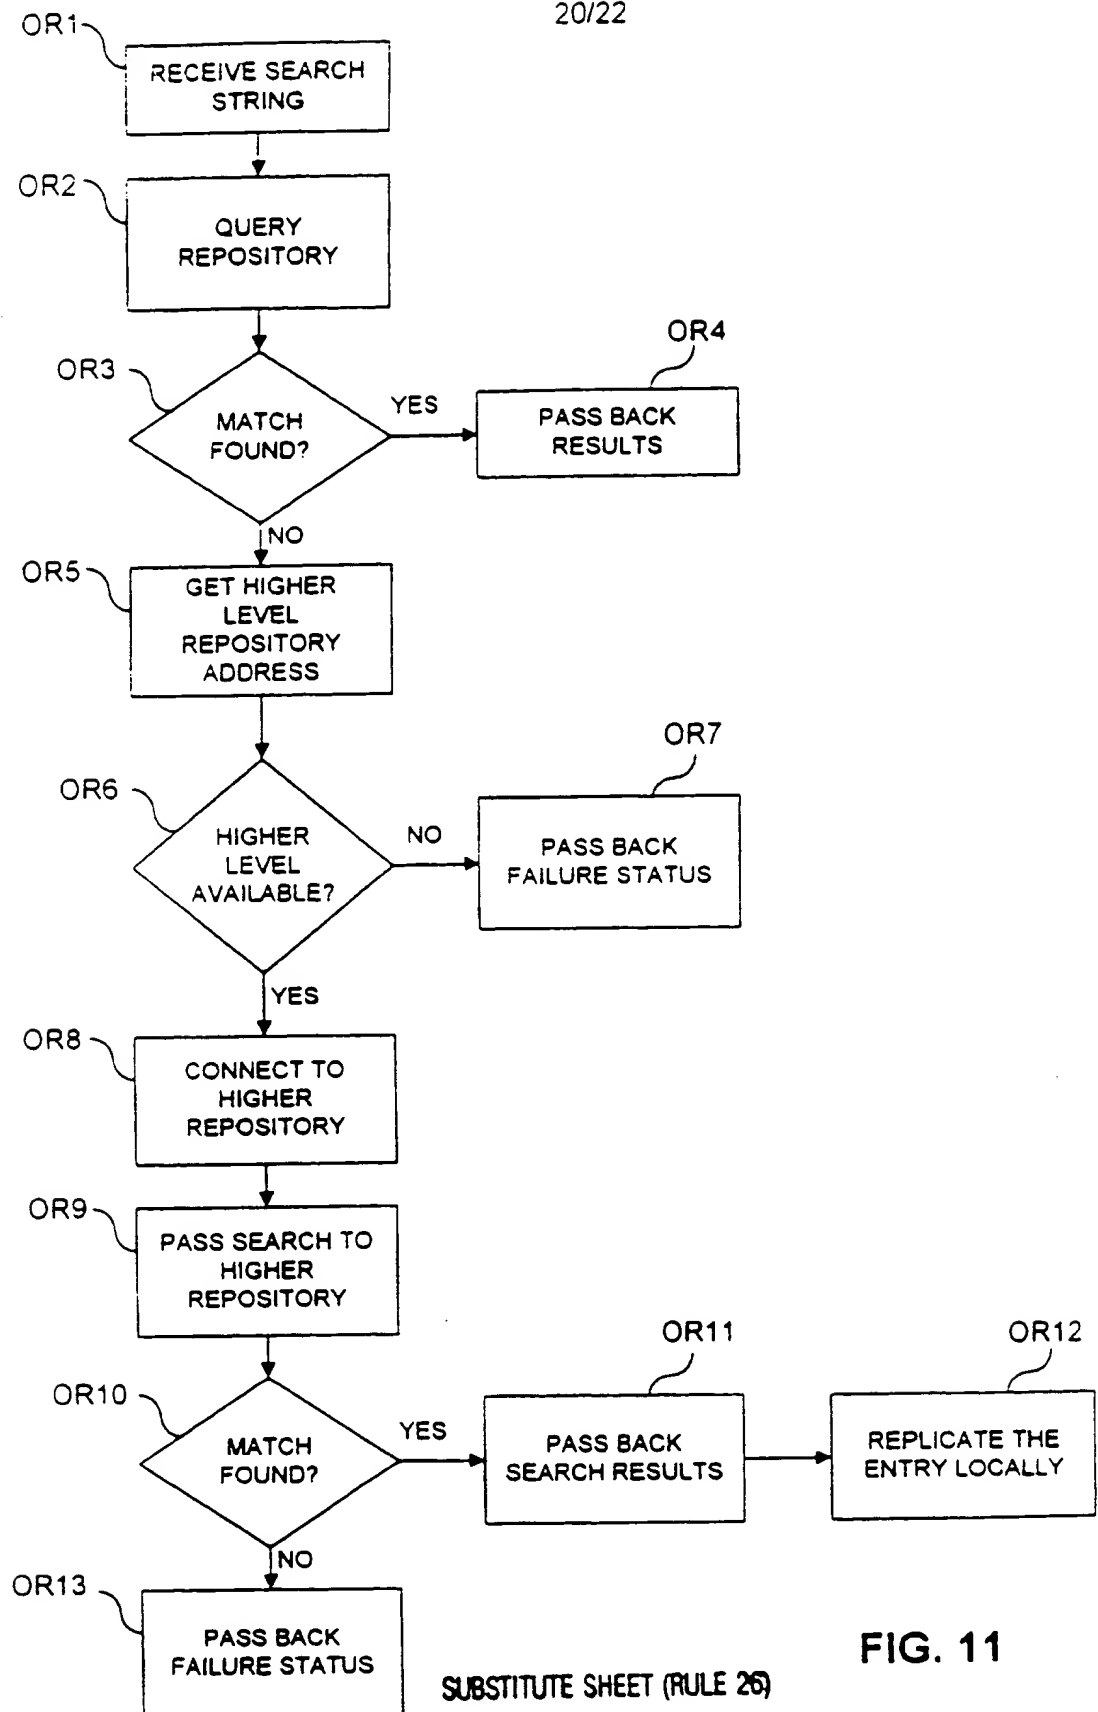 20/22
OR1
RECEIVE SEARCH
STRING
OR2
QUERY
REPOSITORY
OR3
MATCH
FOUND?
YES
OR4
PASS BACK
RESULTS
NO
OR5
GET HIGHER
LEVEL
REPOSITORY
ADDRESS
OR6
HIGHER
LEVEL
AVAILABLE?
NO
OR7
PASS BACK
FAILURE STATUS
YES
OR8
CONNECT TO
HIGHER
REPOSITORY
OR9
PASS SEARCH TO
HIGHER
REPOSITORY
OR10
MATCH
FOUND?
YES
OR11
PASS BACK
SEARCH RESULTS
OR12
REPLICATE THE
ENTRY LOCALLY
NO
OR13
PASS BACK
FAILURE STATUS
FIG. 11
SUBSTITUTE SHEET (RULE 26)